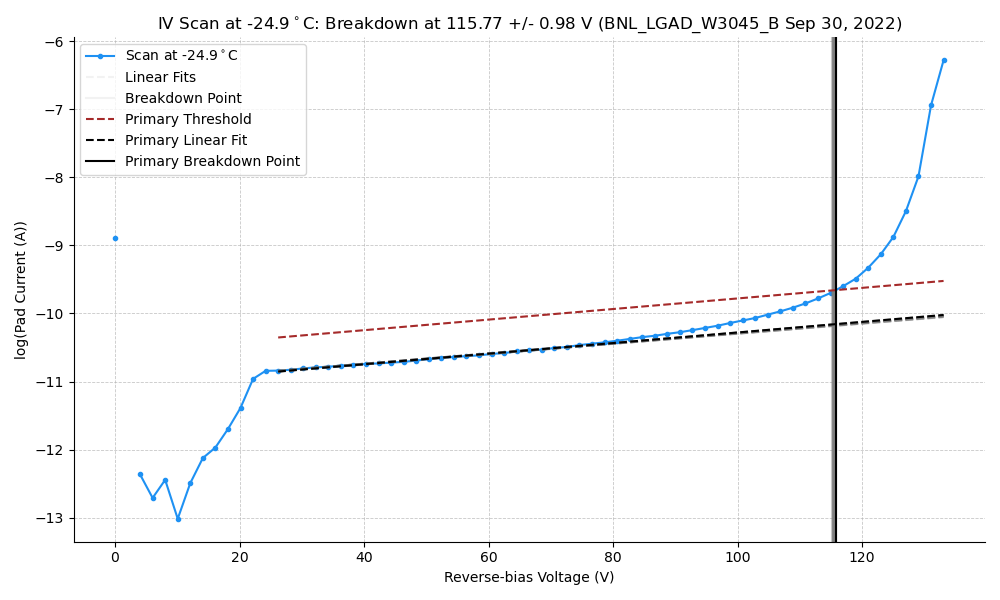 IV Scan at -24.9°C: Breakdown at 115.77 +/- 0.98 V (BNL_LGAD_W3045_B Sep 30, 2022)
Scan at -24.9°C
Linear Fits
Breakdown Point
Primary Threshold
Primary Linear Fit
Primary Breakdown Point
log(Pad Current (A))
−6
−7
−8
−9
−10
−11
−12
−13
0 20 40 60 80 100 120
Reverse-bias Voltage (V)